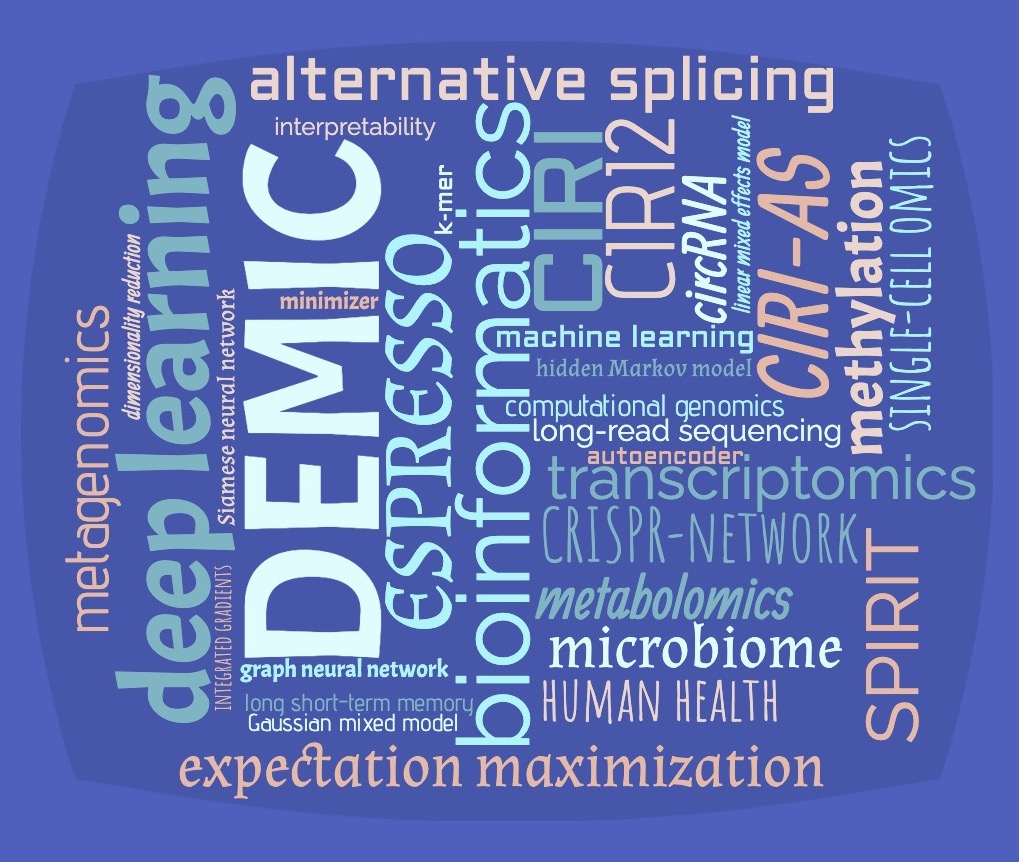 alternative splicing
interpretability
deep learning
dimensionality reduction
metagenomics
Siamese neural network
INTEGRATED GRADIENTS
DEMIC
minimizer
k-mer
ESPRESSO
bioinformatics
CIRI
CIRI2
circRNA
linear mixed effects model
CIRI-AS
methylation
SINGLE-CELL OMICS
machine learning
hidden Markov model
computational genomics
long-read sequencing
autoencoder
transcriptomics
CRISPR-NETWORK
metabolomics
microbiome
HUMAN HEALTH
SPIRIT
graph neural network
long short-term memory
Gaussian mixed model
expectation maximization